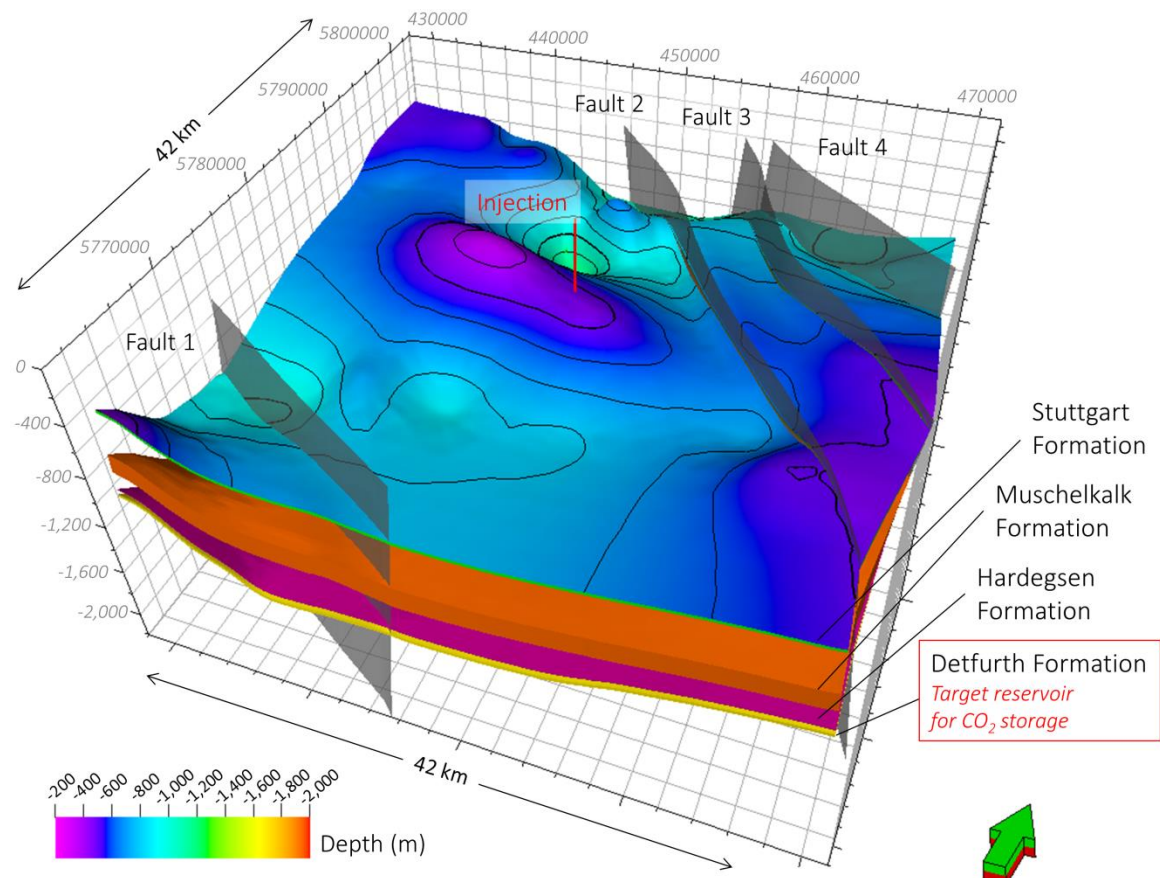 430000
5800000
440000
450000
5790000
460000
470000
Fault 2
Fault 3
Fault 4
42 km
5780000
Injection
5770000
Fault 1
0
-400
-800
-1,200
-1,600
-2,000
Stuttgart
Formation
Muschelkalk
Formation
Hardegsen
Formation
Detfurth Formation
Target reservoir
for CO₂ storage
42 km
-200
-400
-600
-800
-1,000
-1,200
-1,400
-1,600
-1,800
-2,000
Depth (m)